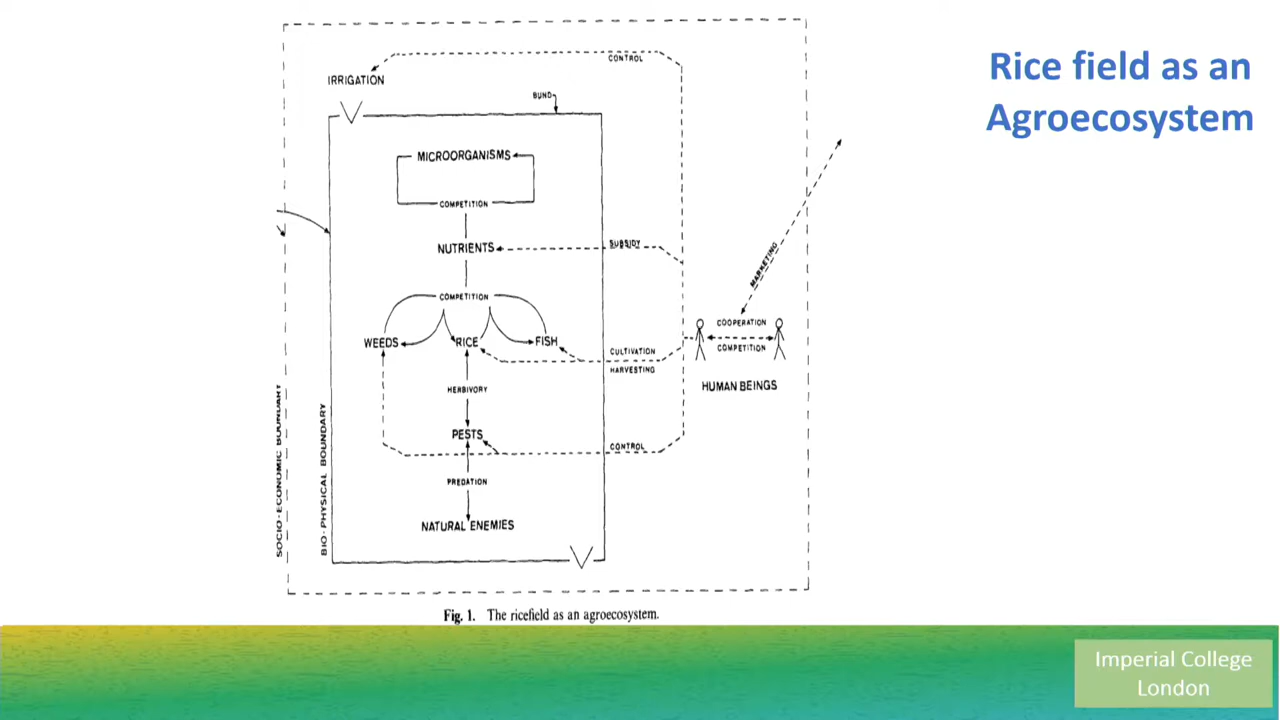 Rice field as an
Agroecosystem
CONTROL
IRRIGATION
BUND
MICROORGANISMS
COMPETITION
NUTRIENTS
SUBSIDY
MARKETING
COMPETITION
COOPERATION
WEEDS
RICE
FISH
COMPETITION
CULTIVATION
HARVESTING
HUMAN BEINGS
HERBIVORY
PESTS
CONTROL
PREDATION
NATURAL ENEMIES
SOCIO-ECONOMIC BOUNDARY
BIO-PHYSICAL BOUNDARY
Fig. 1. The ricefield as an agroecosystem.
Imperial College
London